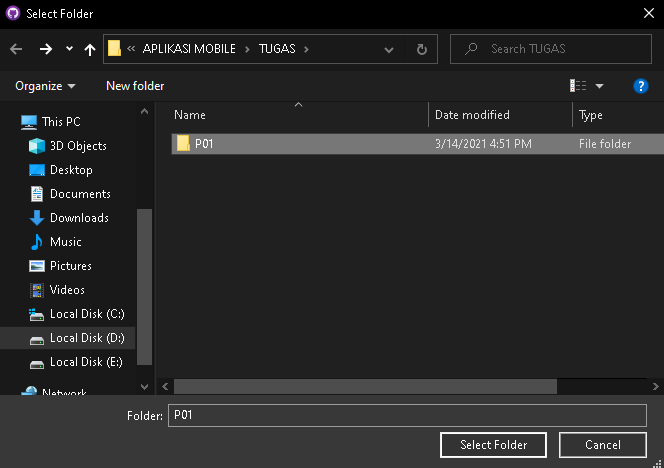 Select Folder
« APLIKASI MOBILE > TUGAS >
Search TUGAS
Organize
New folder
Name
Date modified
Type
P01
3/14/2021 4:51 PM
File folder
This PC
3D Objects
Desktop
Documents
Downloads
Music
Pictures
Videos
Local Disk (C:)
Local Disk (D:)
Local Disk (E:)
Network
Folder: P01
Select Folder
Cancel